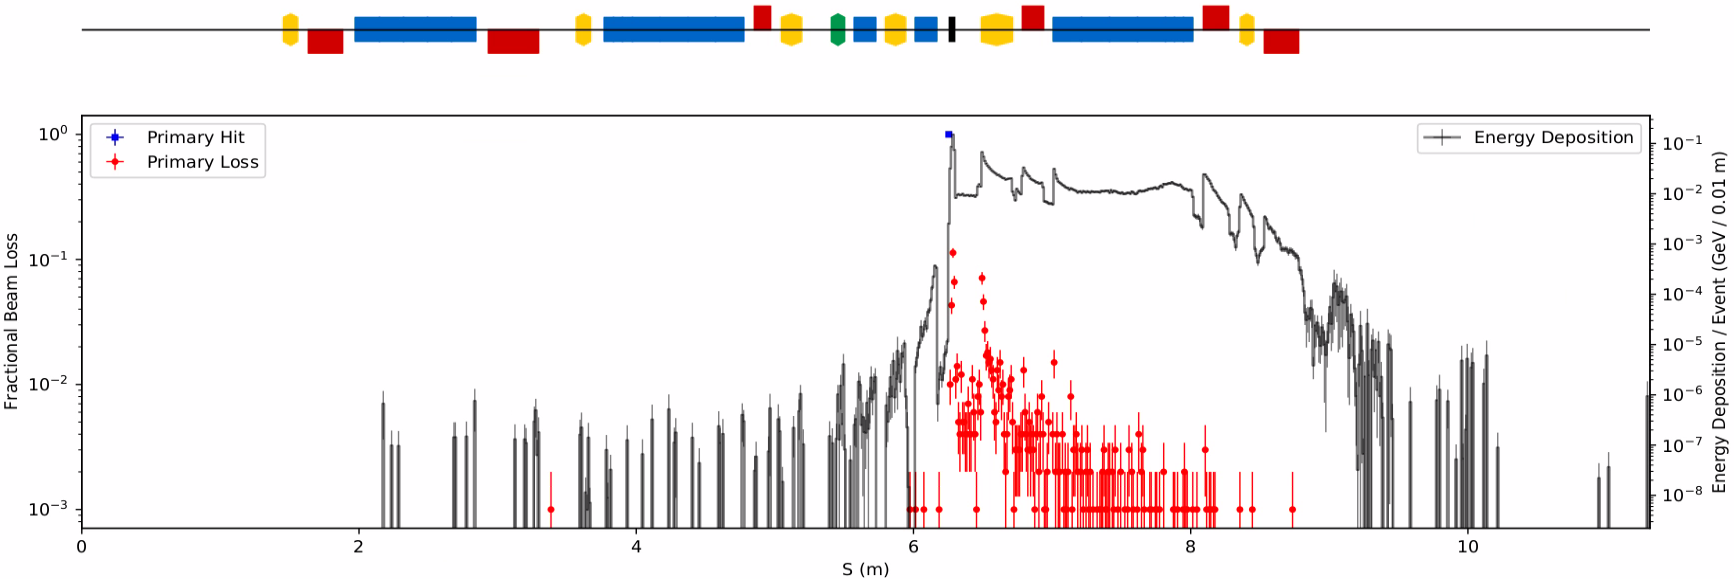 Primary Hit
Primary Loss
Energy Deposition
Fractional Beam Loss
10⁰
10⁻¹
10⁻²
10⁻³
10⁻¹
10⁻²
10⁻³
10⁻⁴
10⁻⁵
10⁻⁶
10⁻⁷
10⁻⁸
Energy Deposition / Event (GeV / 0.01 m)
0 2 4 6 8 10
S (m)